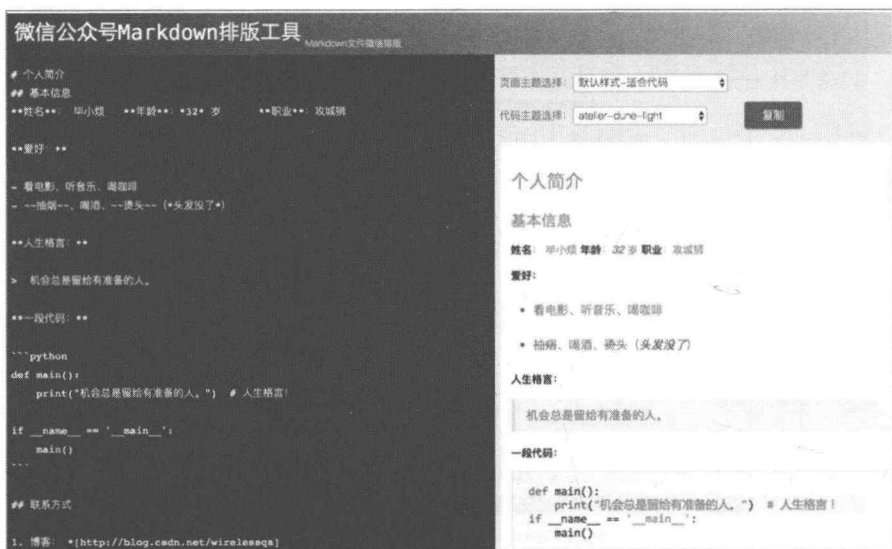 微信公众号Markdown排版工具 Markdown文件微信排版
# 个人简介
## 基本信息
**姓名**： 毕小烦 **年龄**：*32* 岁 **职业**：攻城狮
**爱好：**
- 看电影、听音乐、喝咖啡
- ~~抽烟~~、喝酒、~~烫头~~（*头发没了*）
**人生格言：**
> 机会总是留给有准备的人。
**一段代码：**
```python
def main():
print("机会总是留给有准备的人。") # 人生格言！
if __name__ == '__main__':
main()
```
## 联系方式
1. 博客： *[http://blog.csdn.net/wirelessqa]
页面主题选择： 默认样式-适合代码
代码主题选择： atelier-dune-light 复制
个人简介
基本信息
姓名： 毕小烦 年龄：32 岁 职业：攻城狮
爱好：
• 看电影、听音乐、喝咖啡
• 抽烟、喝酒、烫头（头发没了）
人生格言：
机会总是留给有准备的人。
一段代码：
def main():
print("机会总是留给有准备的人。") # 人生格言！
if __name__ == '__main__':
main()